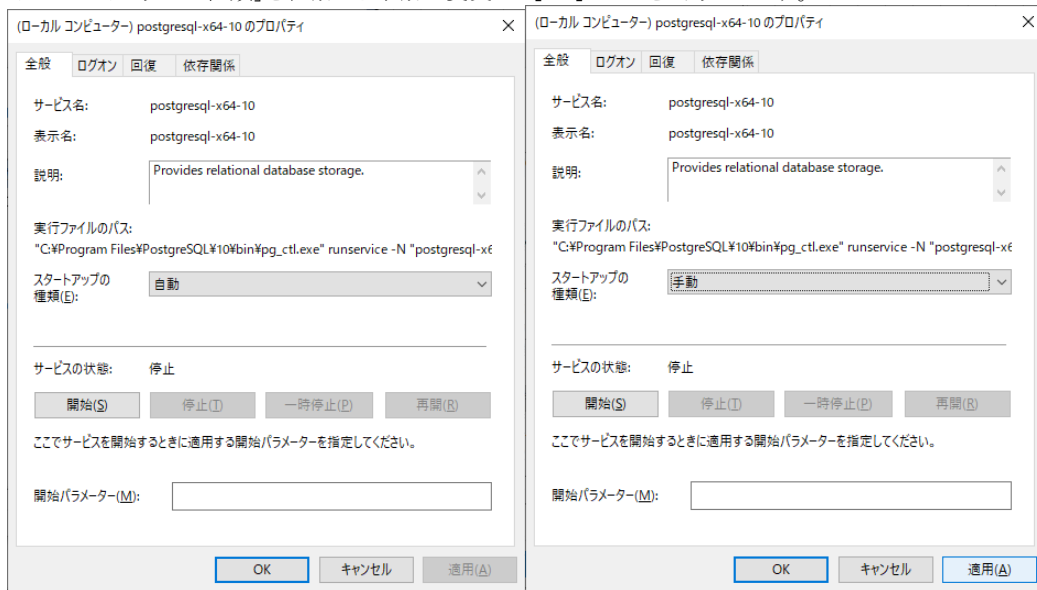 (ローカル コンピューター) postgresql-x64-10 のプロパティ
全般 ログオン 回復 依存関係
サービス名: postgresql-x64-10
表示名: postgresql-x64-10
説明: Provides relational database storage.
実行ファイルのパス:
"C:¥Program Files¥PostgreSQL¥10¥bin¥pg_ctl.exe" runservice -N "postgresql-x6
スタートアップの
種類(E): 自動
サービスの状態: 停止
開始(S) 停止(T) 一時停止(P) 再開(R)
ここでサービスを開始するときに適用する開始パラメーターを指定してください。
開始パラメーター(M):
OK キャンセル 適用(A)
(ローカル コンピューター) postgresql-x64-10 のプロパティ
全般 ログオン 回復 依存関係
サービス名: postgresql-x64-10
表示名: postgresql-x64-10
説明: Provides relational database storage.
実行ファイルのパス:
"C:¥Program Files¥PostgreSQL¥10¥bin¥pg_ctl.exe" runservice -N "postgresql-x6
スタートアップの
種類(E): 手動
サービスの状態: 停止
開始(S) 停止(T) 一時停止(P) 再開(R)
ここでサービスを開始するときに適用する開始パラメーターを指定してください。
開始パラメーター(M):
OK キャンセル 適用(A)